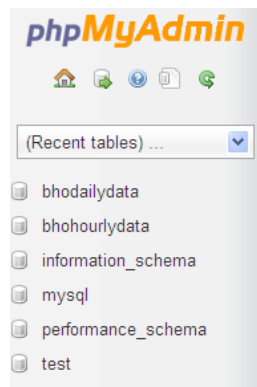 phpMyAdmin
(Recent tables) ...
bhodailydata
bhohourlydata
information_schema
mysql
performance_schema
test